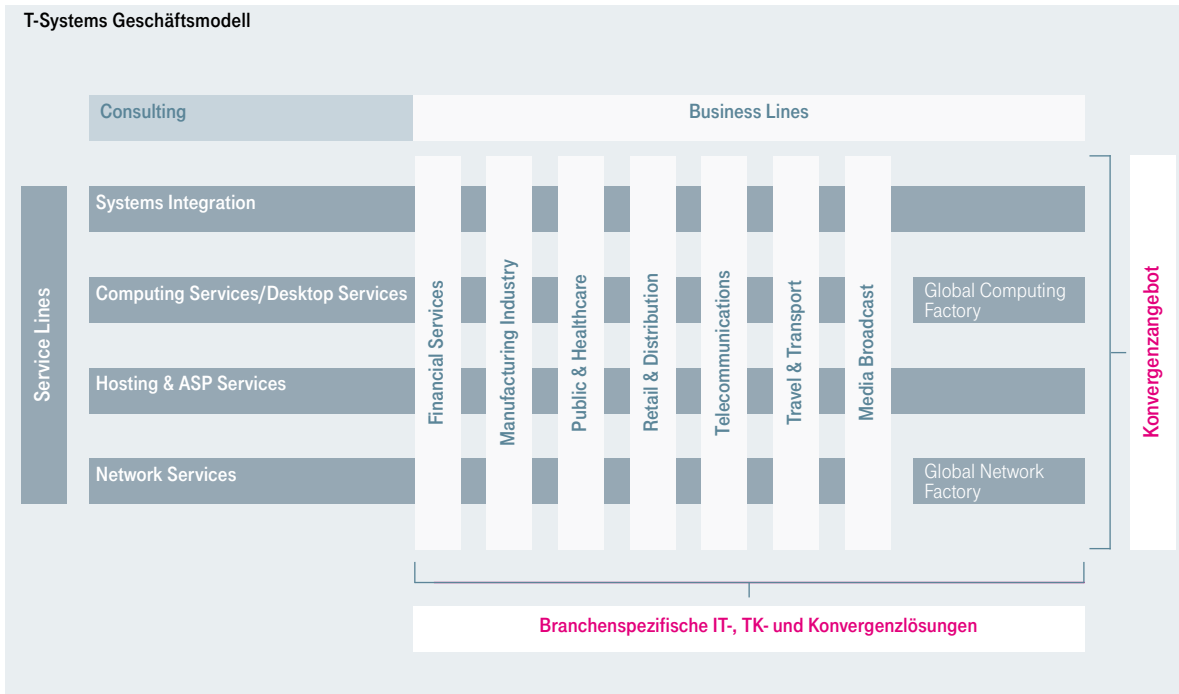 T-Systems Geschäftsmodell
Consulting
Business Lines
Service Lines
Systems Integration
Computing Services/Desktop Services
Hosting & ASP Services
Network Services
Financial Services
Manufacturing Industry
Public & Healthcare
Retail & Distribution
Telecommunications
Travel & Transport
Media Broadcast
Global Computing
Factory
Global Network
Factory
Konvergenzangebot
Branchenspezifische IT-, TK- und Konvergenzlösungen